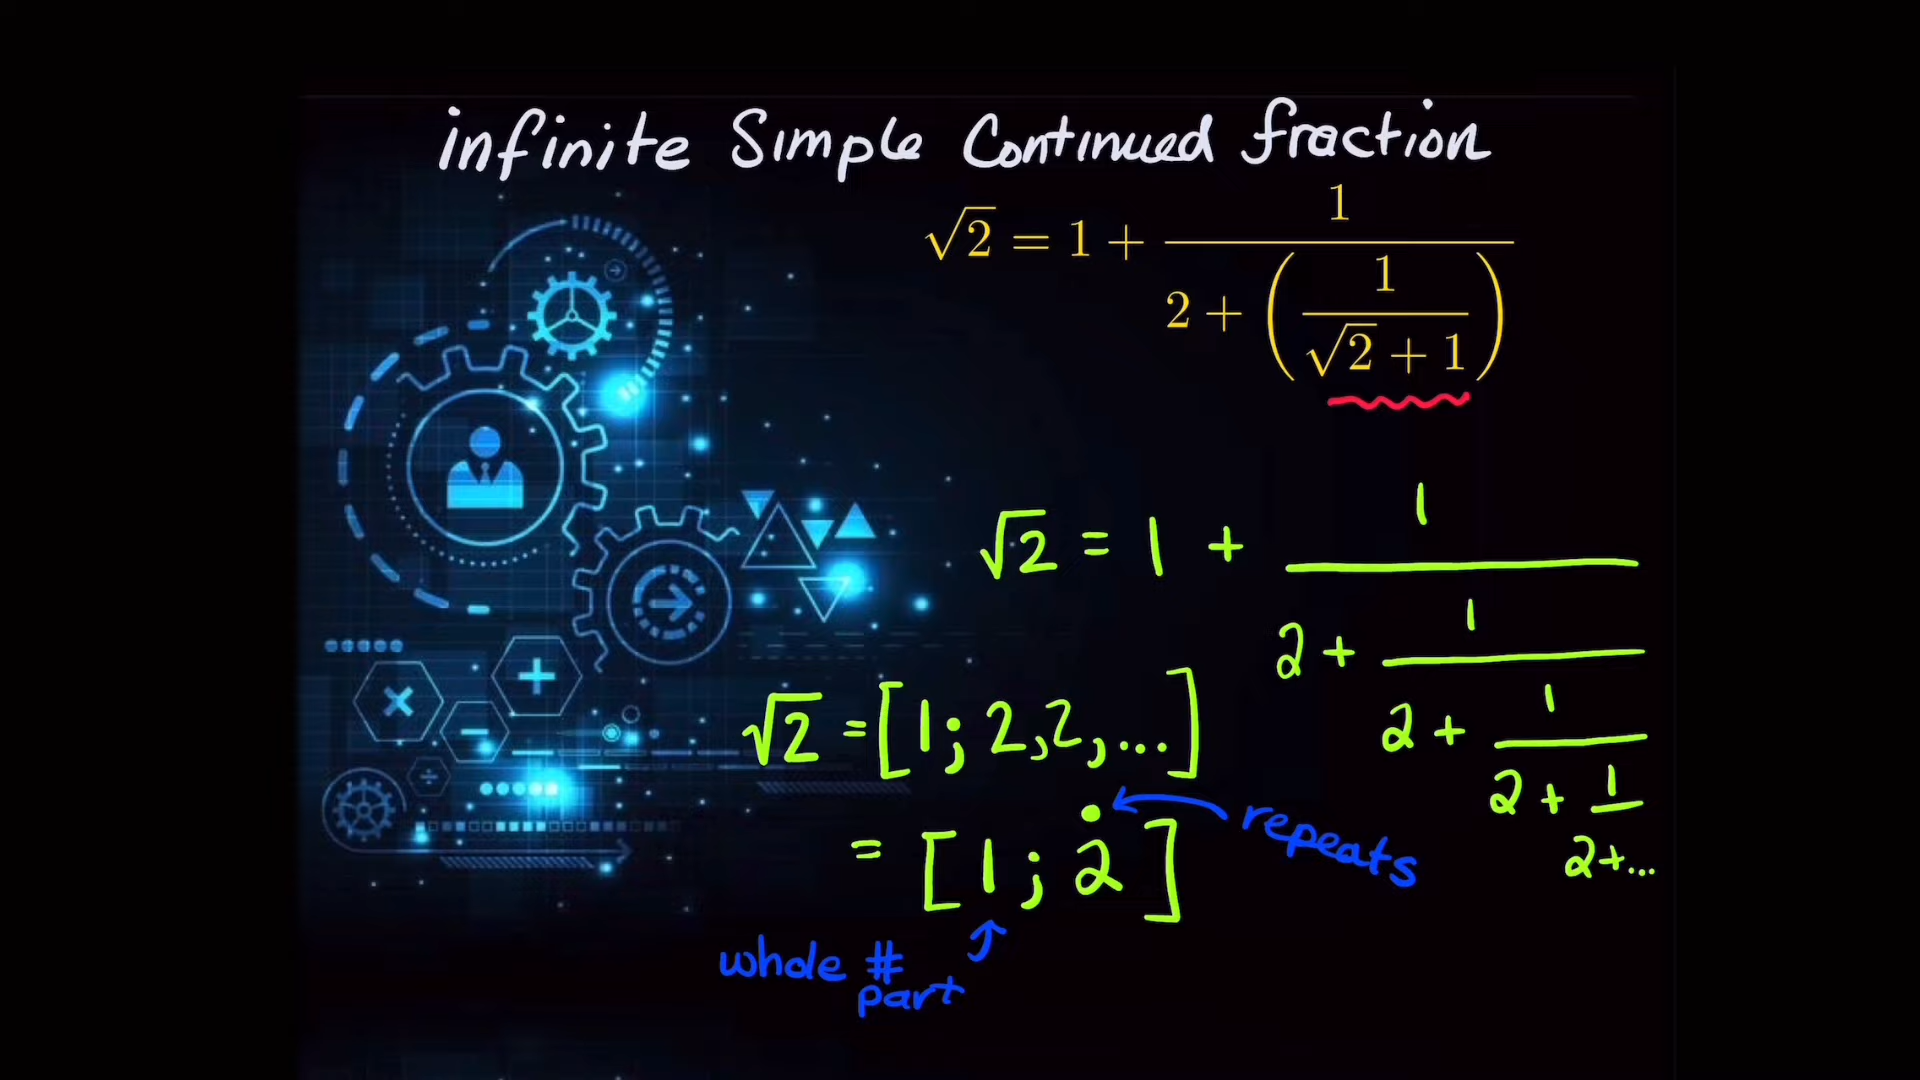 infinite Simple Continued fraction
√2 = 1 + 1/(2 + (1/(√2 + 1)))
√2 = 1 + 1/(2 + 1/(2 + 1/(2 + 1/(2+...))))
√2 = [1; 2,2,...]
= [1; 2̇]
repeats
whole #
part